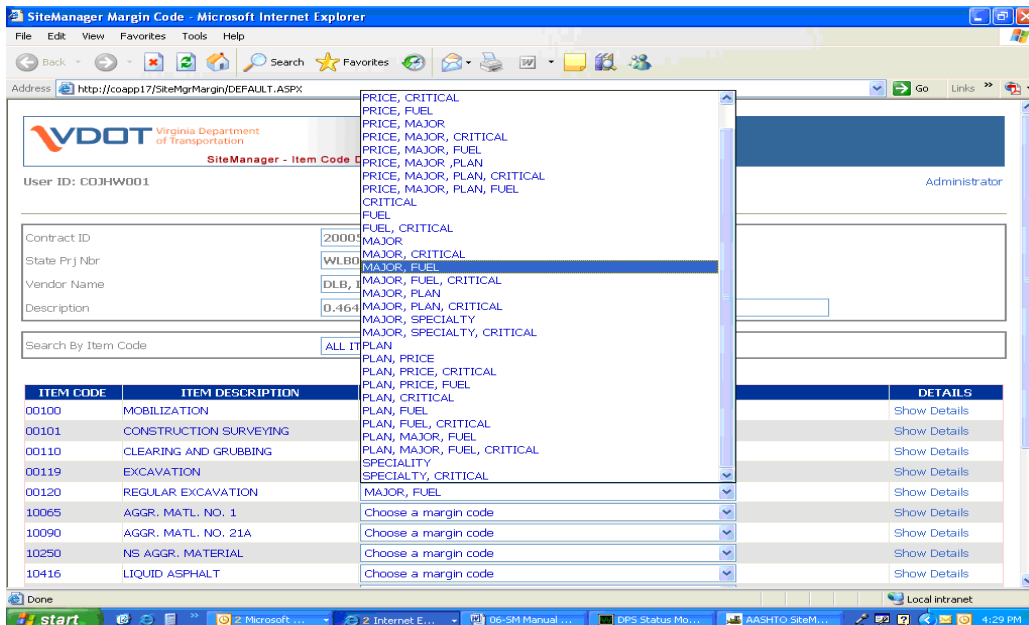 SiteManager Margin Code - Microsoft Internet Explorer
File Edit View Favorites Tools Help
Back Search Favorites
Address http://coapp17/SiteMgrMargin/DEFAULT.ASPX Go Links »
VDOT Virginia Department
of Transportation
SiteManager - Item Code
User ID: COJHW001 Administrator
Contract ID
State Prj Nbr WLB0
Vendor Name DLB,
Description 0.464
Search By Item Code ALL
PRICE, CRITICAL
PRICE, FUEL
PRICE, MAJOR
PRICE, MAJOR, CRITICAL
PRICE, MAJOR, FUEL
PRICE, MAJOR ,PLAN
PRICE, MAJOR, PLAN, CRITICAL
PRICE, MAJOR, PLAN, FUEL
CRITICAL
FUEL
FUEL, CRITICAL
MAJOR
MAJOR, CRITICAL
MAJOR, FUEL
MAJOR, FUEL, CRITICAL
MAJOR, PLAN
MAJOR, PLAN, CRITICAL
MAJOR, SPECIALTY
MAJOR, SPECIALTY, CRITICAL
PLAN
PLAN, PRICE
PLAN, PRICE, CRITICAL
PLAN, PRICE, FUEL
PLAN, CRITICAL
PLAN, FUEL
PLAN, FUEL, CRITICAL
PLAN, MAJOR, FUEL
PLAN, MAJOR, FUEL, CRITICAL
SPECIALITY
SPECIALTY, CRITICAL
ITEM CODE ITEM DESCRIPTION DETAILS
00100 MOBILIZATION Show Details
00101 CONSTRUCTION SURVEYING Show Details
00110 CLEARING AND GRUBBING Show Details
00119 EXCAVATION Show Details
00120 REGULAR EXCAVATION MAJOR, FUEL Show Details
10065 AGGR. MATL. NO. 1 Choose a margin code Show Details
10090 AGGR. MATL. NO. 21A Choose a margin code Show Details
10250 NS AGGR. MATERIAL Choose a margin code Show Details
10416 LIQUID ASPHALT Choose a margin code Show Details
Done Local intranet
start » 2 Microsoft ... 2 Internet E... 06-SM Manual ... DPS Status Mo... AASHTO SiteM... 4:29 PM